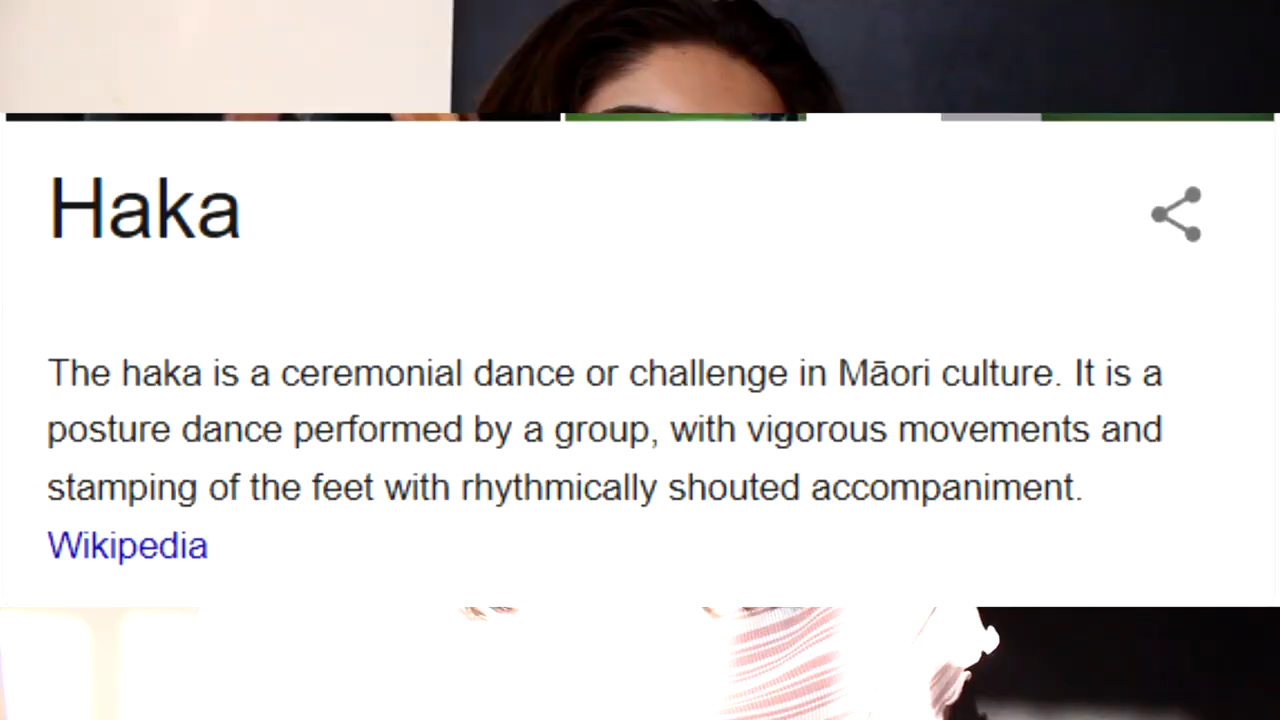 Haka
The haka is a ceremonial dance or challenge in Māori culture. It is a
posture dance performed by a group, with vigorous movements and
stamping of the feet with rhythmically shouted accompaniment.
Wikipedia